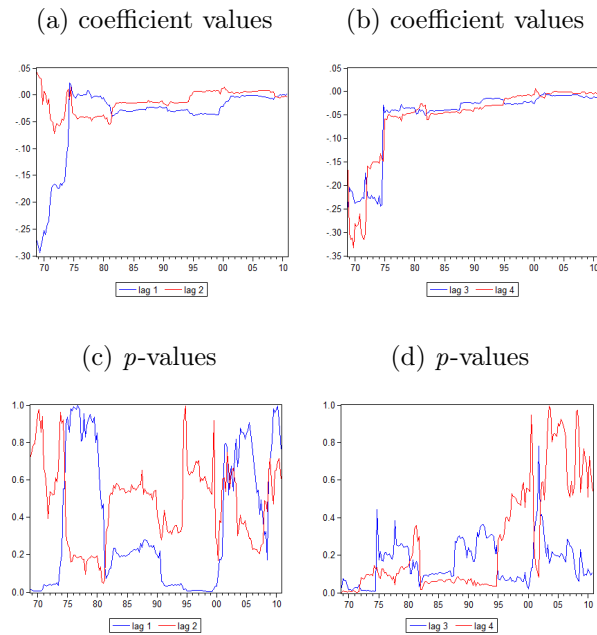 (a) coefficient values
(b) coefficient values
.05
.00
-.05
-.10
-.15
-.20
-.25
-.30
70 75 80 85 90 95 00 05 10
lag 1 lag 2
.05
.00
-.05
-.10
-.15
-.20
-.25
-.30
-.35
70 75 80 85 90 95 00 05 10
lag 3 lag 4
(c) p-values
(d) p-values
1.0
0.8
0.6
0.4
0.2
0.0
70 75 80 85 90 95 00 05 10
lag 1 lag 2
1.0
0.8
0.6
0.4
0.2
0.0
70 75 80 85 90 95 00 05 10
lag 3 lag 4